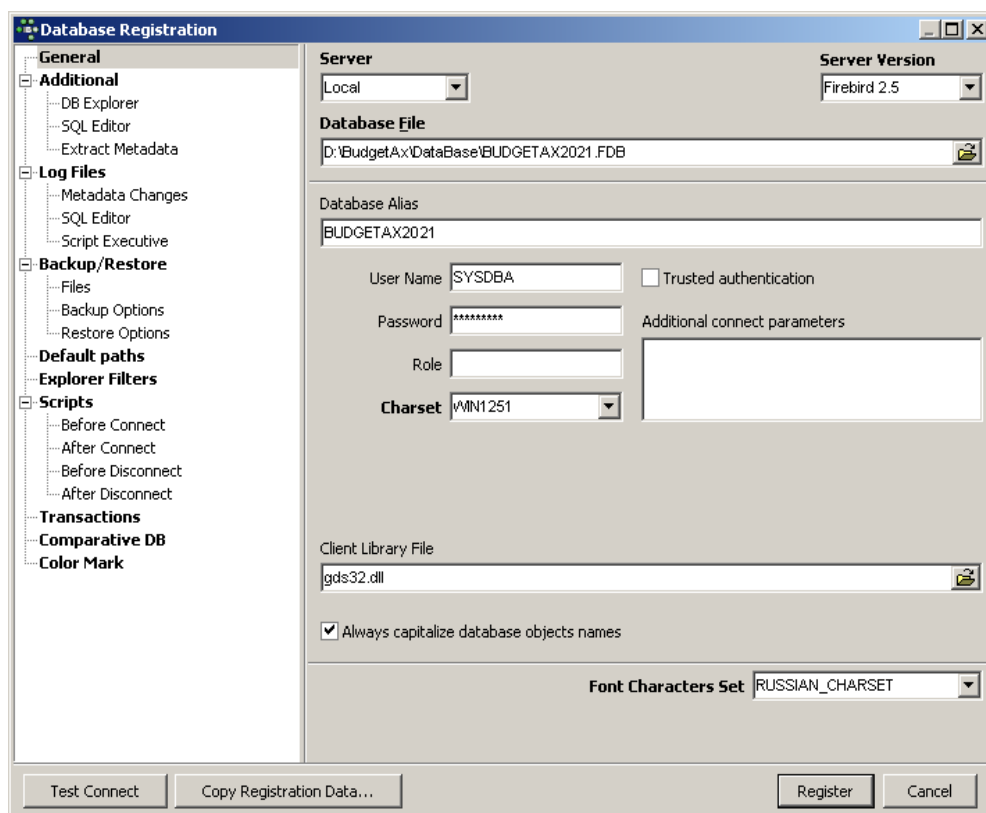 Database Registration
General
Additional
DB Explorer
SQL Editor
Extract Metadata
Log Files
Metadata Changes
SQL Editor
Script Executive
Backup/Restore
Files
Backup Options
Restore Options
Default paths
Explorer Filters
Scripts
Before Connect
After Connect
Before Disconnect
After Disconnect
Transactions
Comparative DB
Color Mark
Server
Server Version
Local
Firebird 2.5
Database File
D:\BudgetAx\DataBase\BUDGETAX2021.FDB
Database Alias
BUDGETAX2021
User Name SYSDBA
Trusted authentication
Password *********
Additional connect parameters
Role
Charset WIN1251
Client Library File
gds32.dll
Always capitalize database objects names
Font Characters Set RUSSIAN_CHARSET
Test Connect
Copy Registration Data...
Register
Cancel